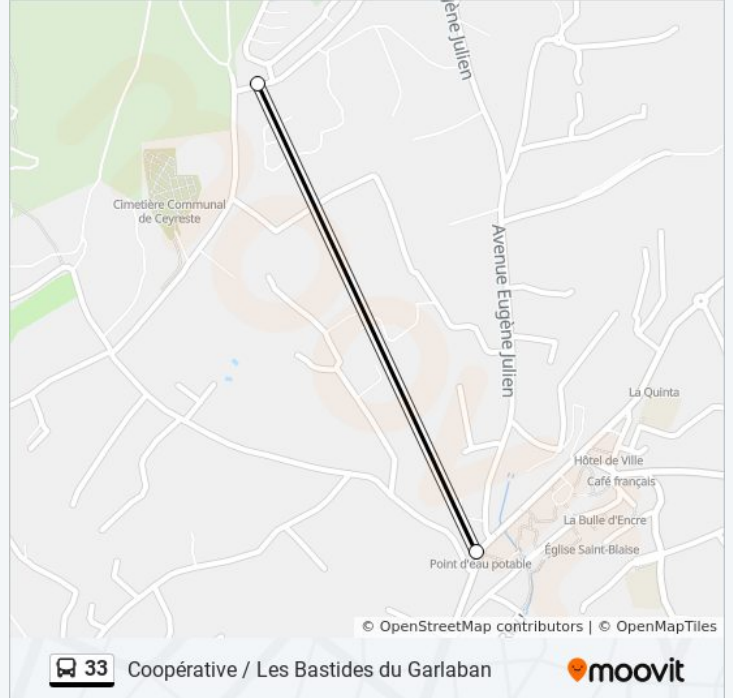 gène Julien
Cimetière Communal
de Ceyreste
Avenue Eugène Julien
La Quinta
Hôtel de Ville
Café français
La Bulle d'Encre
Église Saint-Blaise
Point d'eau potable
© OpenStreetMap contributors | © OpenMapTiles
33 Coopérative / Les Bastides du Garlaban
moovit